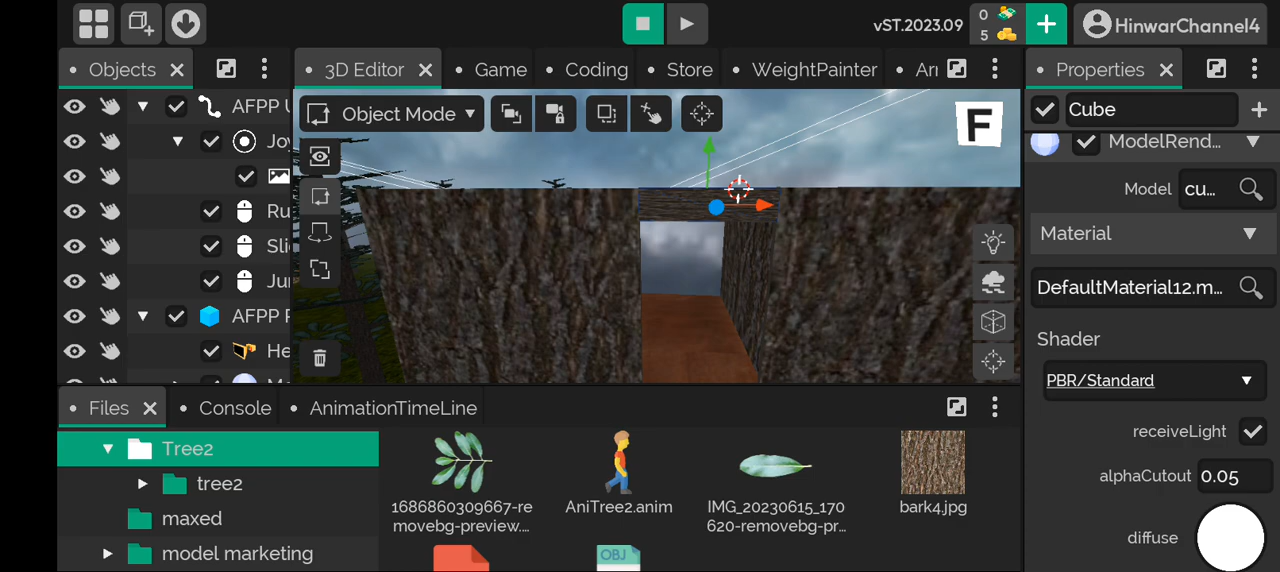 vST.2023.09
0
5
HinwarChannel4
Objects
3D Editor
Game
Coding
Store
WeightPainter
Properties
Object Mode
F
AFPP
Cube
ModelRend...
Model
cu...
Material
DefaultMaterial12.m...
Shader
PBR/Standard
receiveLight
alphaCutout
0.05
diffuse
Joy
Ru
Sli
Ju
AFPP
He
Files
Console
AnimationTimeLine
Tree2
tree2
maxed
model marketing
1686860309667-re
movebg-preview....
AniTree2.anim
IMG_20230615_170
620-removebg-pr...
bark4.jpg
OBJ